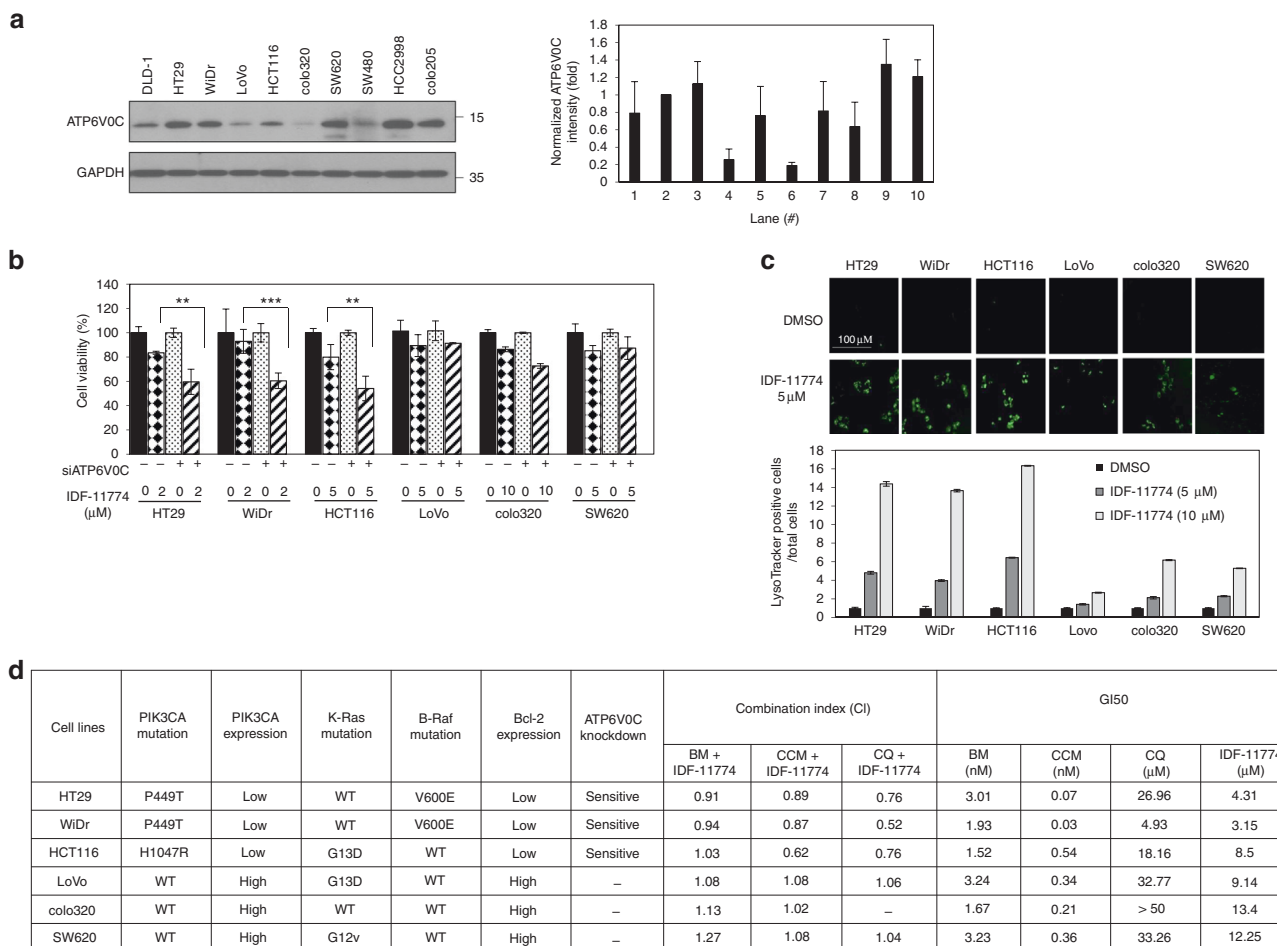 a
DLD-1 HT29 WiDr LoVo HCT116 colo320 SW620 SW480 HCC2998 colo205
ATP6V0C
15
GAPDH
35
Normalized ATP6V0C
intensity (fold)
1.8
1.6
1.4
1.2
1
0.8
0.6
0.4
0.2
0
1 2 3 4 5 6 7 8 9 10
Lane (#)
b
Cell viability (%)
140
120
100
80
60
40
20
0
** *** **
siATP6V0C – – + + – – + + – – + + – – + + – – + + – – + +
IDF-11774
(μM)
0 2 0 2 0 2 0 2 0 5 0 5 0 5 0 5 0 10 0 10 0 5 0 5
HT29 WiDr HCT116 LoVo colo320 SW620
c
HT29 WiDr HCT116 LoVo colo320 SW620
DMSO
100 μM
IDF-11774
5 μM
LysoTracker positive cells
/total cells
18
16
14
12
10
8
6
4
2
0
DMSO
IDF-11774 (5 μM)
IDF-11774 (10 μM)
HT29 WiDr HCT116 Lovo colo320 SW620
d
Cell lines PIK3CA mutation PIK3CA expression K-Ras mutation B-Raf mutation Bcl-2 expression ATP6V0C knockdown Combination index (CI) GI50
BM + IDF-11774 CCM + IDF-11774 CQ + IDF-11774 BM (nM) CCM (nM) CQ (μM) IDF-11774 (μM)
HT29 P449T Low WT V600E Low Sensitive 0.91 0.89 0.76 3.01 0.07 26.96 4.31
WiDr P449T Low WT V600E Low Sensitive 0.94 0.87 0.52 1.93 0.03 4.93 3.15
HCT116 H1047R Low G13D WT Low Sensitive 1.03 0.62 0.76 1.52 0.54 18.16 8.5
LoVo WT High G13D WT High – 1.08 1.08 1.06 3.24 0.34 32.77 9.14
colo320 WT High WT WT High – 1.13 1.02 – 1.67 0.21 > 50 13.4
SW620 WT High G12v WT High – 1.27 1.08 1.04 3.23 0.36 33.26 12.25